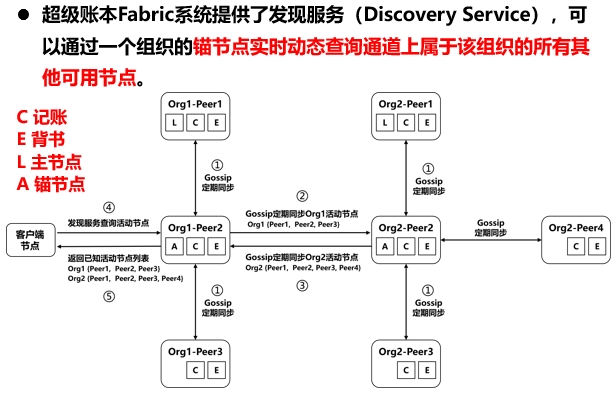 ● 超级账本Fabric系统提供了发现服务（Discovery Service），可
以通过一个组织的锚节点实时动态查询通道上属于该组织的所有其
他可用节点。
C 记账
E 背书
L 主节点
A 锚节点
Org1-Peer1
L C E
Org2-Peer1
L C E
①
Gossip
定期同步
①
Gossip
定期同步
④
发现服务查询活动节点
②
Gossip定期同步Org1活动节点
Org1 (Peer1, Peer2, Peer3)
客户端
节点
Org1-Peer2
A C E
Org2-Peer2
A C E
Gossip
定期同步
Org2-Peer4
C E
返回已知活动节点列表
Org1 (Peer1, Peer2, Peer3)
Org2 (Peer1, Peer2, Peer3, Peer4)
⑤
Gossip定期同步Org2活动节点
Org2 (Peer1, Peer2, Peer3, Peer4)
③
①
Gossip
定期同步
①
Gossip
定期同步
Org1-Peer3
C E
Org2-Peer3
C E